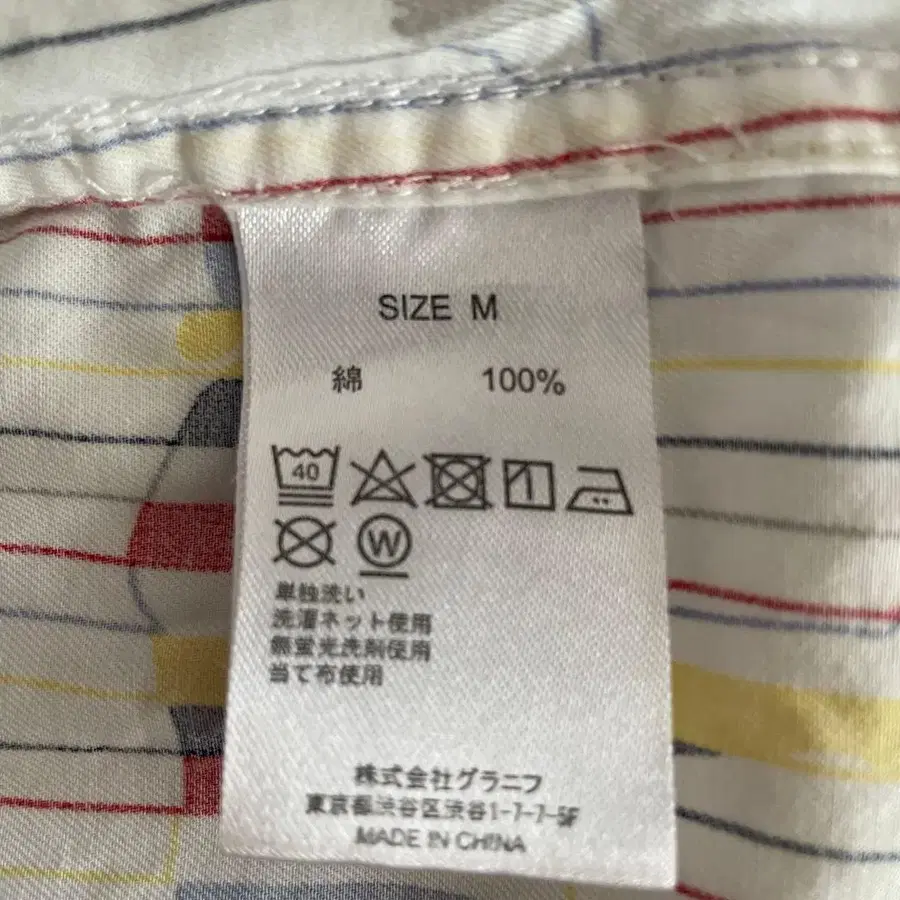 SIZE M
綿 100%
40
W
単独洗い
洗濯ネット使用
無蛍光洗剤使用
当て布使用
株式会社グラニフ
東京都渋谷区渋谷1-7-7-5F
MADE IN CHINA